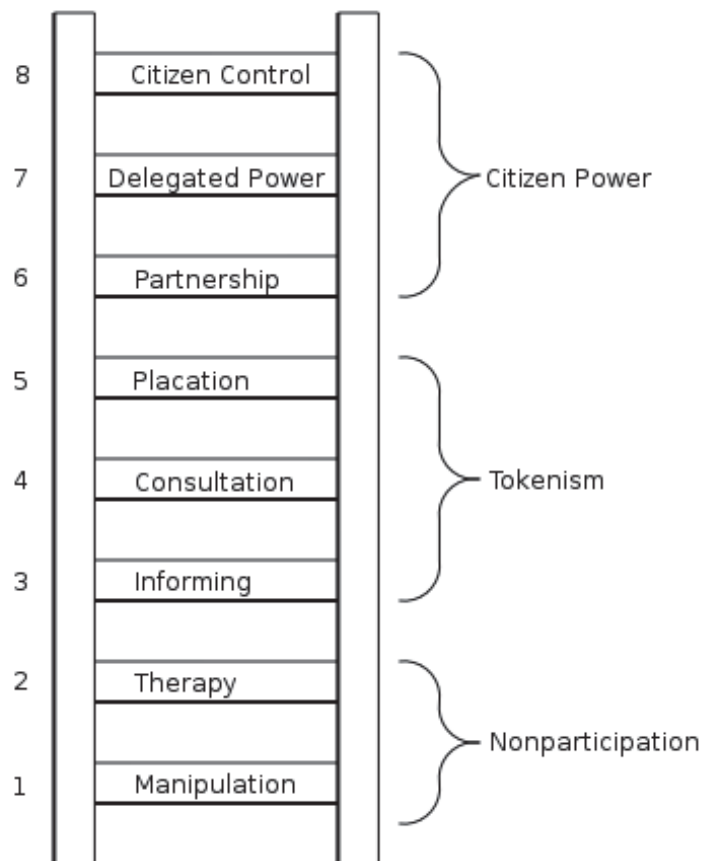 8 Citizen Control
7 Delegated Power Citizen Power
6 Partnership
5 Placation
4 Consultation Tokenism
3 Informing
2 Therapy
Nonparticipation
1 Manipulation